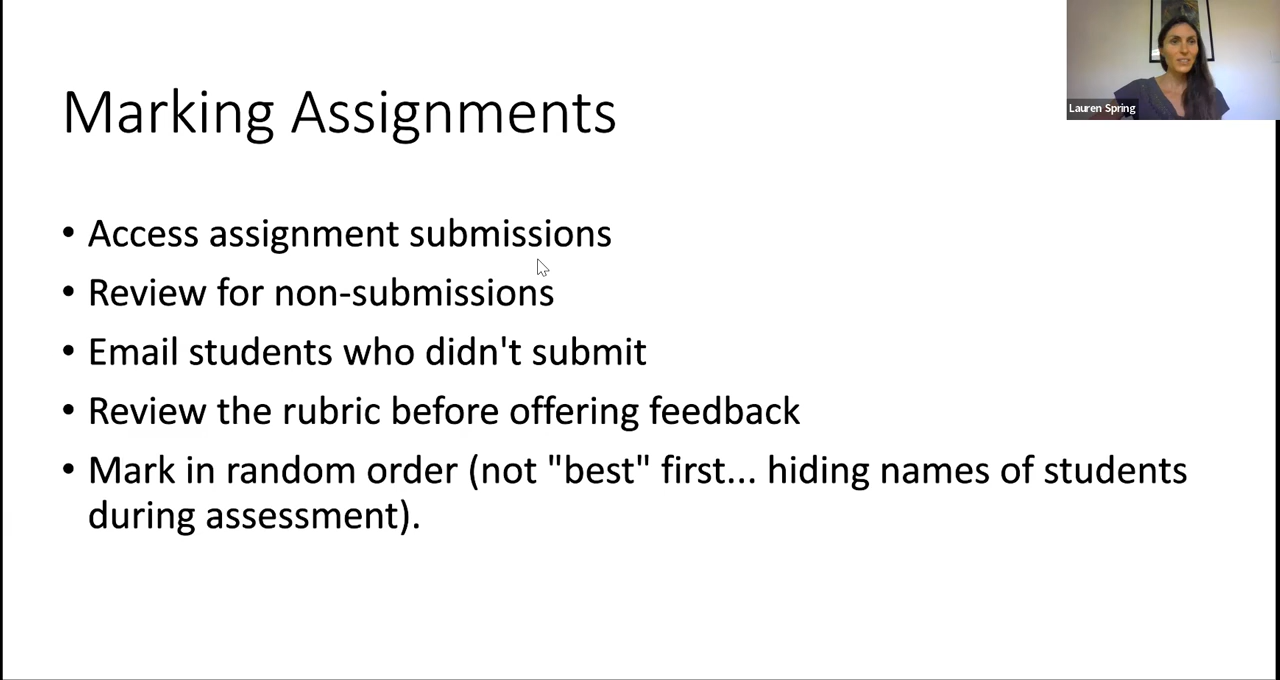 Lauren Spring
Marking Assignments
• Access assignment submissions
• Review for non-submissions
• Email students who didn't submit
• Review the rubric before offering feedback
• Mark in random order (not "best" first... hiding names of students
during assessment).